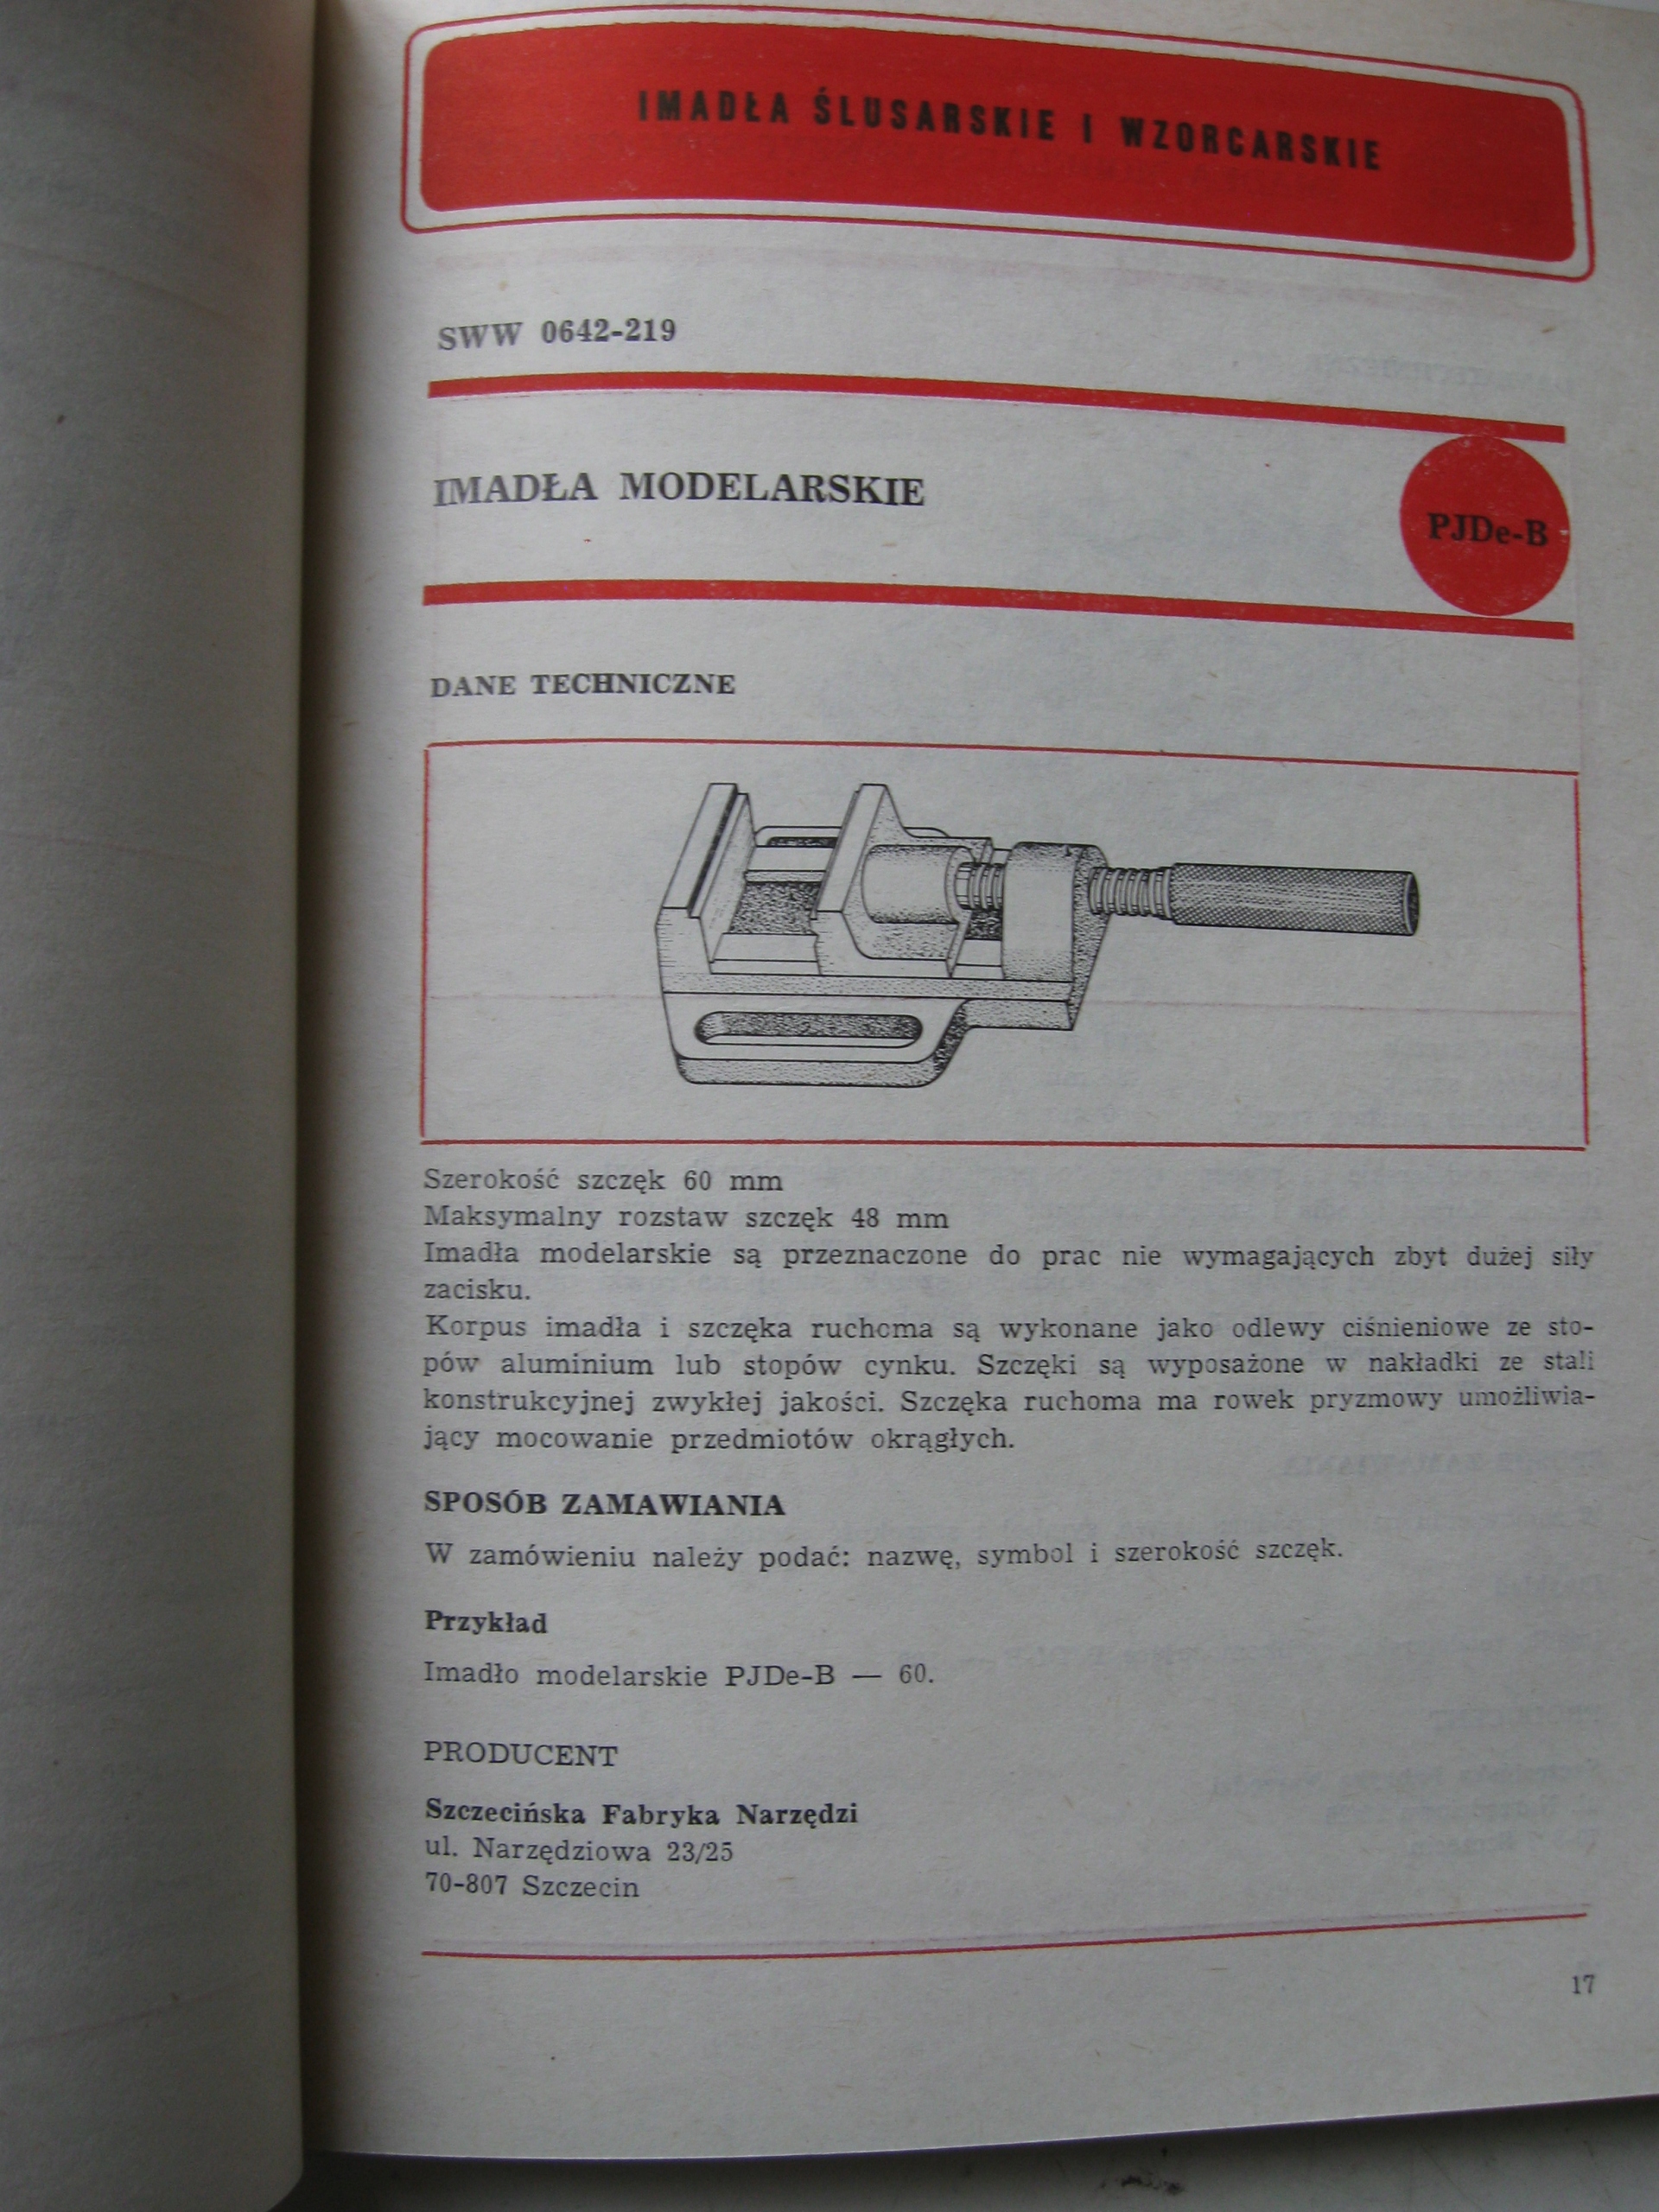 IMADŁA ŚLUSARSKIE I WZORCARSKIE
SWW 0642-219
IMADŁA MODELARSKIE
PJDe-B
DANE TECHNICZNE
Szerokość szczęk 60 mm
Maksymalny rozstaw szczęk 48 mm
Imadła modelarskie są przeznaczone do prac nie wymagających zbyt dużej siły
zacisku.
Korpus imadła i szczęka ruchoma są wykonane jako odlewy ciśnieniowe ze sto-
pów aluminium lub stopów cynku. Szczęki są wyposażone w nakładki ze stali
konstrukcyjnej zwykłej jakości. Szczęka ruchoma ma rowek pryzmowy umożliwia-
jący mocowanie przedmiotów okrągłych.
SPOSÓB ZAMAWIANIA
W zamówieniu należy podać: nazwę, symbol i szerokość szczęk.
Przykład
Imadło modelarskie PJDe-B — 60.
PRODUCENT
Szczecińska Fabryka Narzędzi
ul. Narzędziowa 23/25
70-807 Szczecin
17